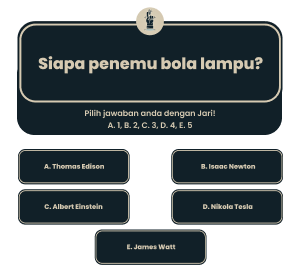 Siapa penemu bola lampu?
Pilih jawaban anda dengan Jari!
A. 1, B. 2, C. 3, D. 4, E. 5
A. Thomas Edison
B. Isaac Newton
C. Albert Einstein
D. Nikola Tesla
E. James Watt